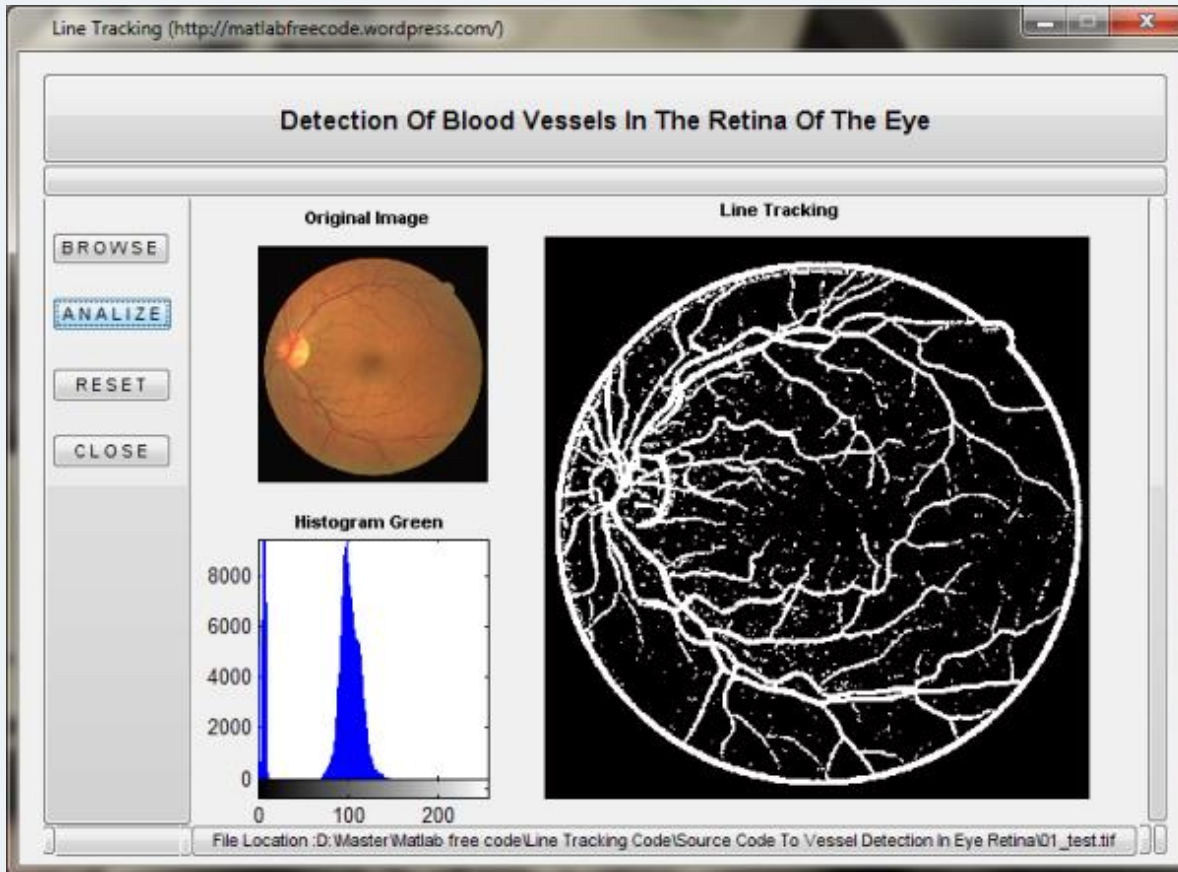 Line Tracking (http://matlabfreecode.wordpress.com/)
Detection Of Blood Vessels In The Retina Of The Eye
Original Image
Line Tracking
BROWSE
ANALIZE
RESET
CLOSE
Histogram Green
8000
6000
4000
2000
0
0 100 200
File Location :D:\Master\Matlab free code\Line Tracking Code\Source Code To Vessel Detection In Eye Retina\01_test.tif